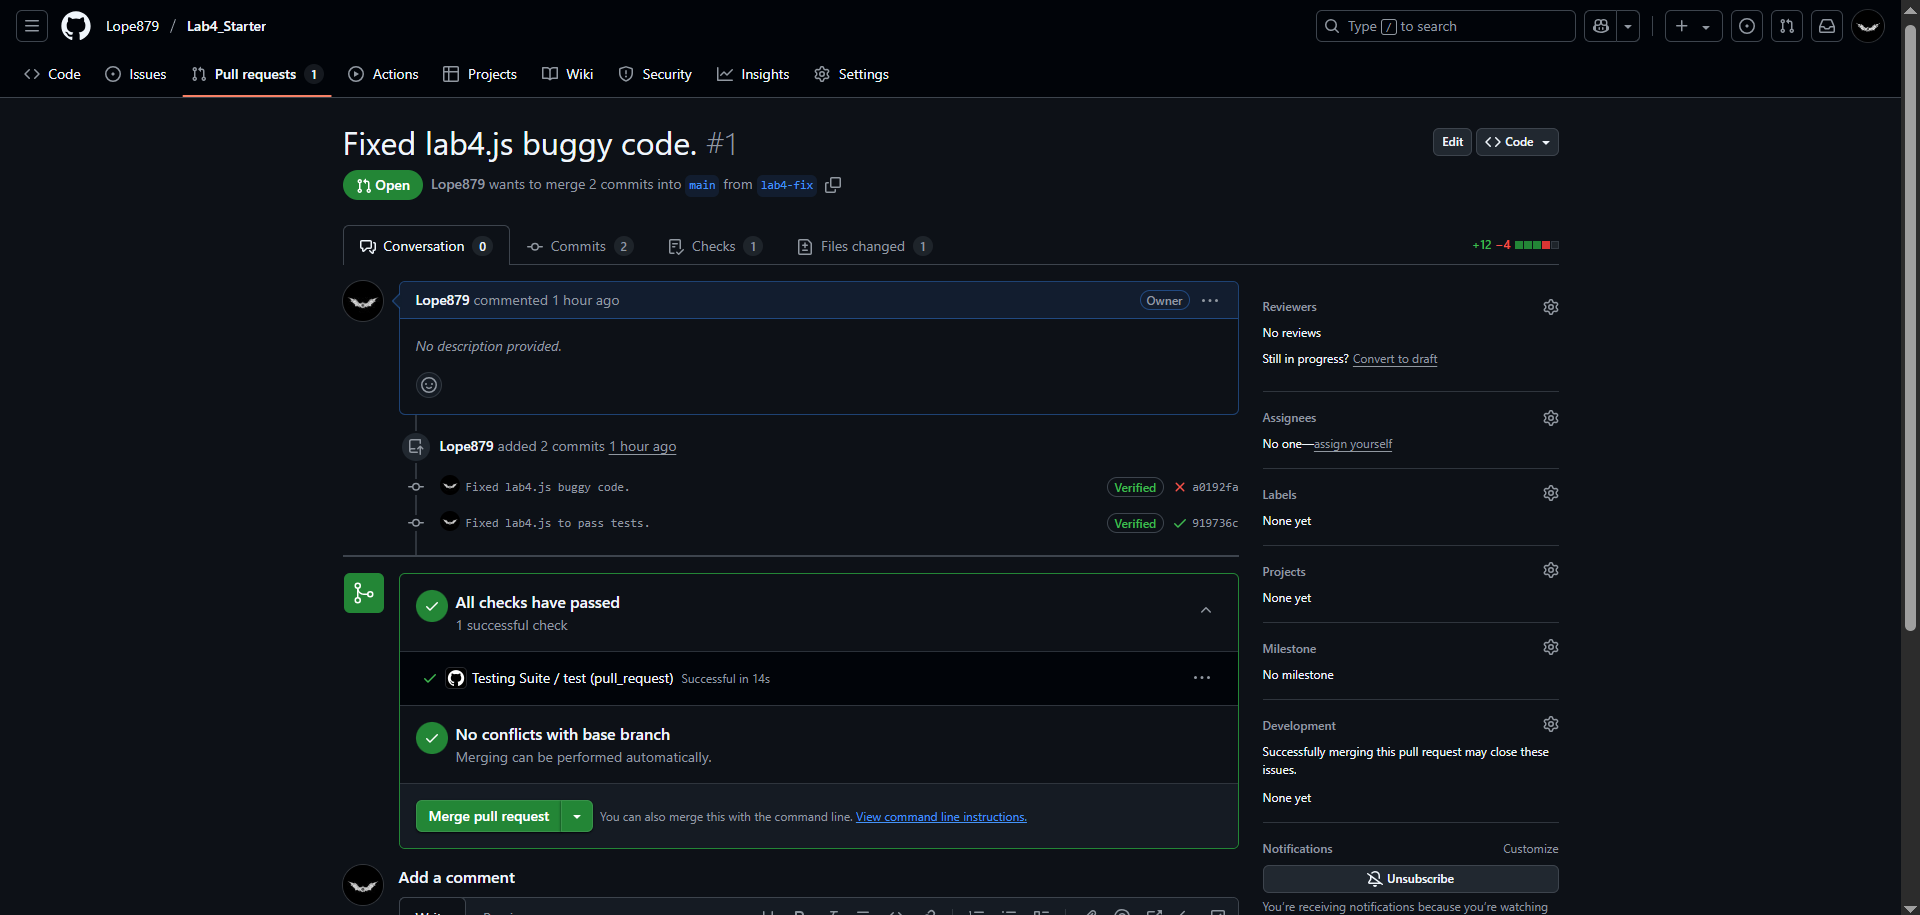 Lope879 / Lab4_Starter
Type / to search
Code
Issues
Pull requests 1
Actions
Projects
Wiki
Security
Insights
Settings
Fixed lab4.js buggy code. #1
Edit
Code
Open
Lope879 wants to merge 2 commits into main from lab4-fix
Conversation 0
Commits 2
Checks 1
Files changed 1
+12 −4
Lope879 commented 1 hour ago
Owner
No description provided.
Lope879 added 2 commits 1 hour ago
Fixed lab4.js buggy code.
Verified
a0192fa
Fixed lab4.js to pass tests.
Verified
919736c
All checks have passed
1 successful check
Testing Suite / test (pull_request) Successful in 14s
No conflicts with base branch
Merging can be performed automatically.
Merge pull request
You can also merge this with the command line. View command line instructions.
Add a comment
Reviewers
No reviews
Still in progress? Convert to draft
Assignees
No one—assign yourself
Labels
None yet
Projects
None yet
Milestone
No milestone
Development
Successfully merging this pull request may close these
issues.
None yet
Notifications
Customize
Unsubscribe
You're receiving notifications because you're watching